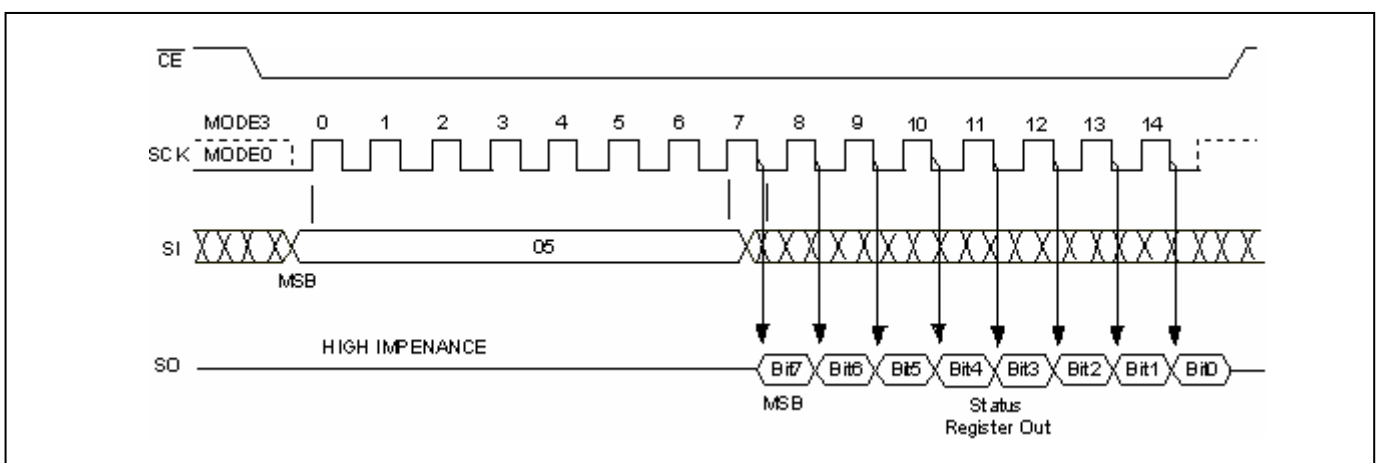 CE
MODE3 0 1 2 3 4 5 6 7 8 9 10 11 12 13 14
SCK MODE0
SI 05
MSB
HIGH IMPENANCE
SO Bit7 Bit6 Bit5 Bit4 Bit3 Bit2 Bit1 Bit0
MSB Status
Register Out